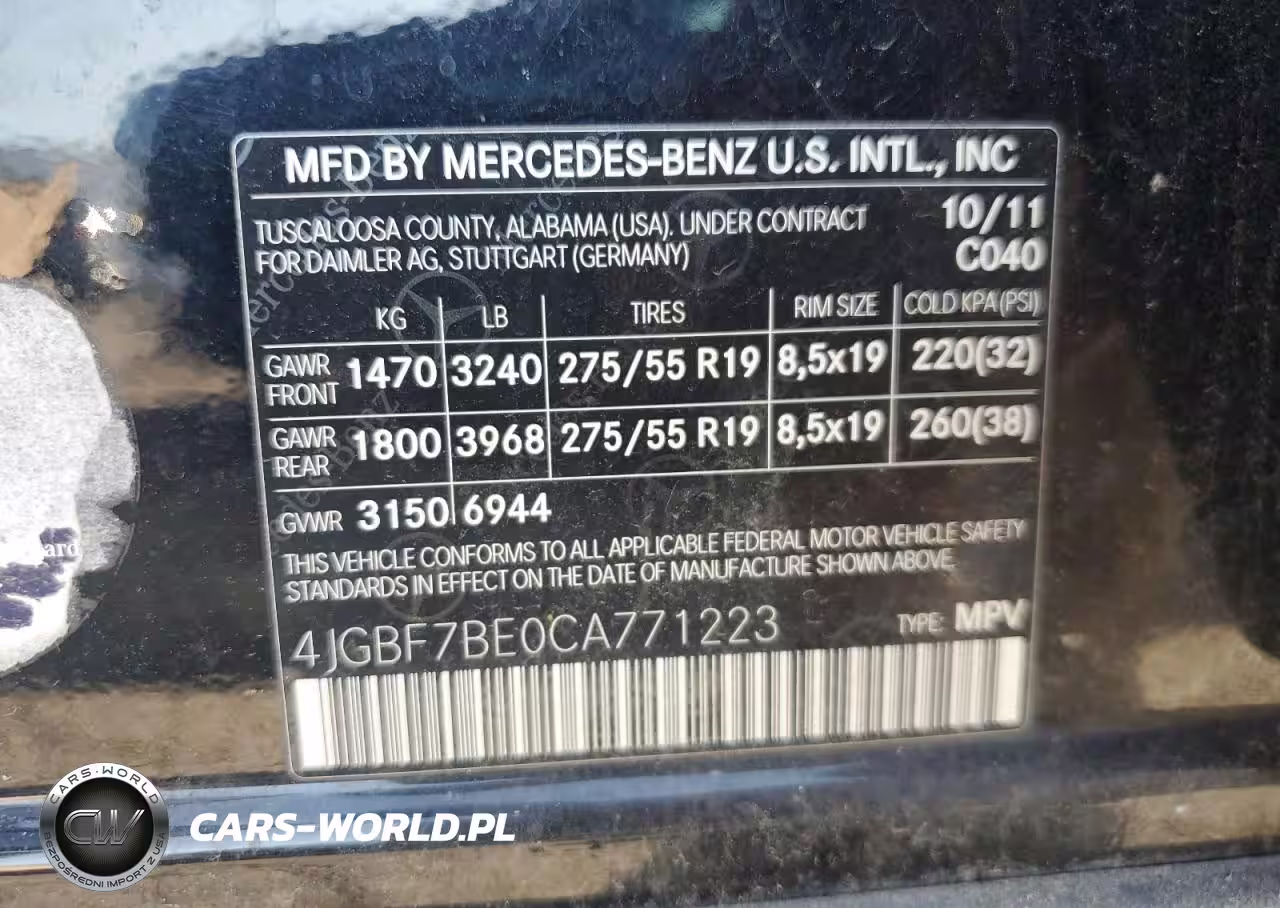 MFD BY MERCEDES-BENZ U.S. INTL., INC
TUSCALOOSA COUNTY, ALABAMA (USA). UNDER CONTRACT
FOR DAIMLER AG, STUTTGART (GERMANY)
10/11
C040
KG LB TIRES RIM SIZE COLD KPA (PSI)
GAWR FRONT 1470 3240 275/55 R19 8,5x19 220(32)
GAWR REAR 1800 3968 275/55 R19 8,5x19 260(38)
GVWR 3150 6944
THIS VEHICLE CONFORMS TO ALL APPLICABLE FEDERAL MOTOR VEHICLE SAFETY
STANDARDS IN EFFECT ON THE DATE OF MANUFACTURE SHOWN ABOVE.
4JGBF7BE0CA771223 TYPE: MPV
CARS-WORLD
CW
BEZPOŚREDNI IMPORT Z USA
CARS-WORLD.PL